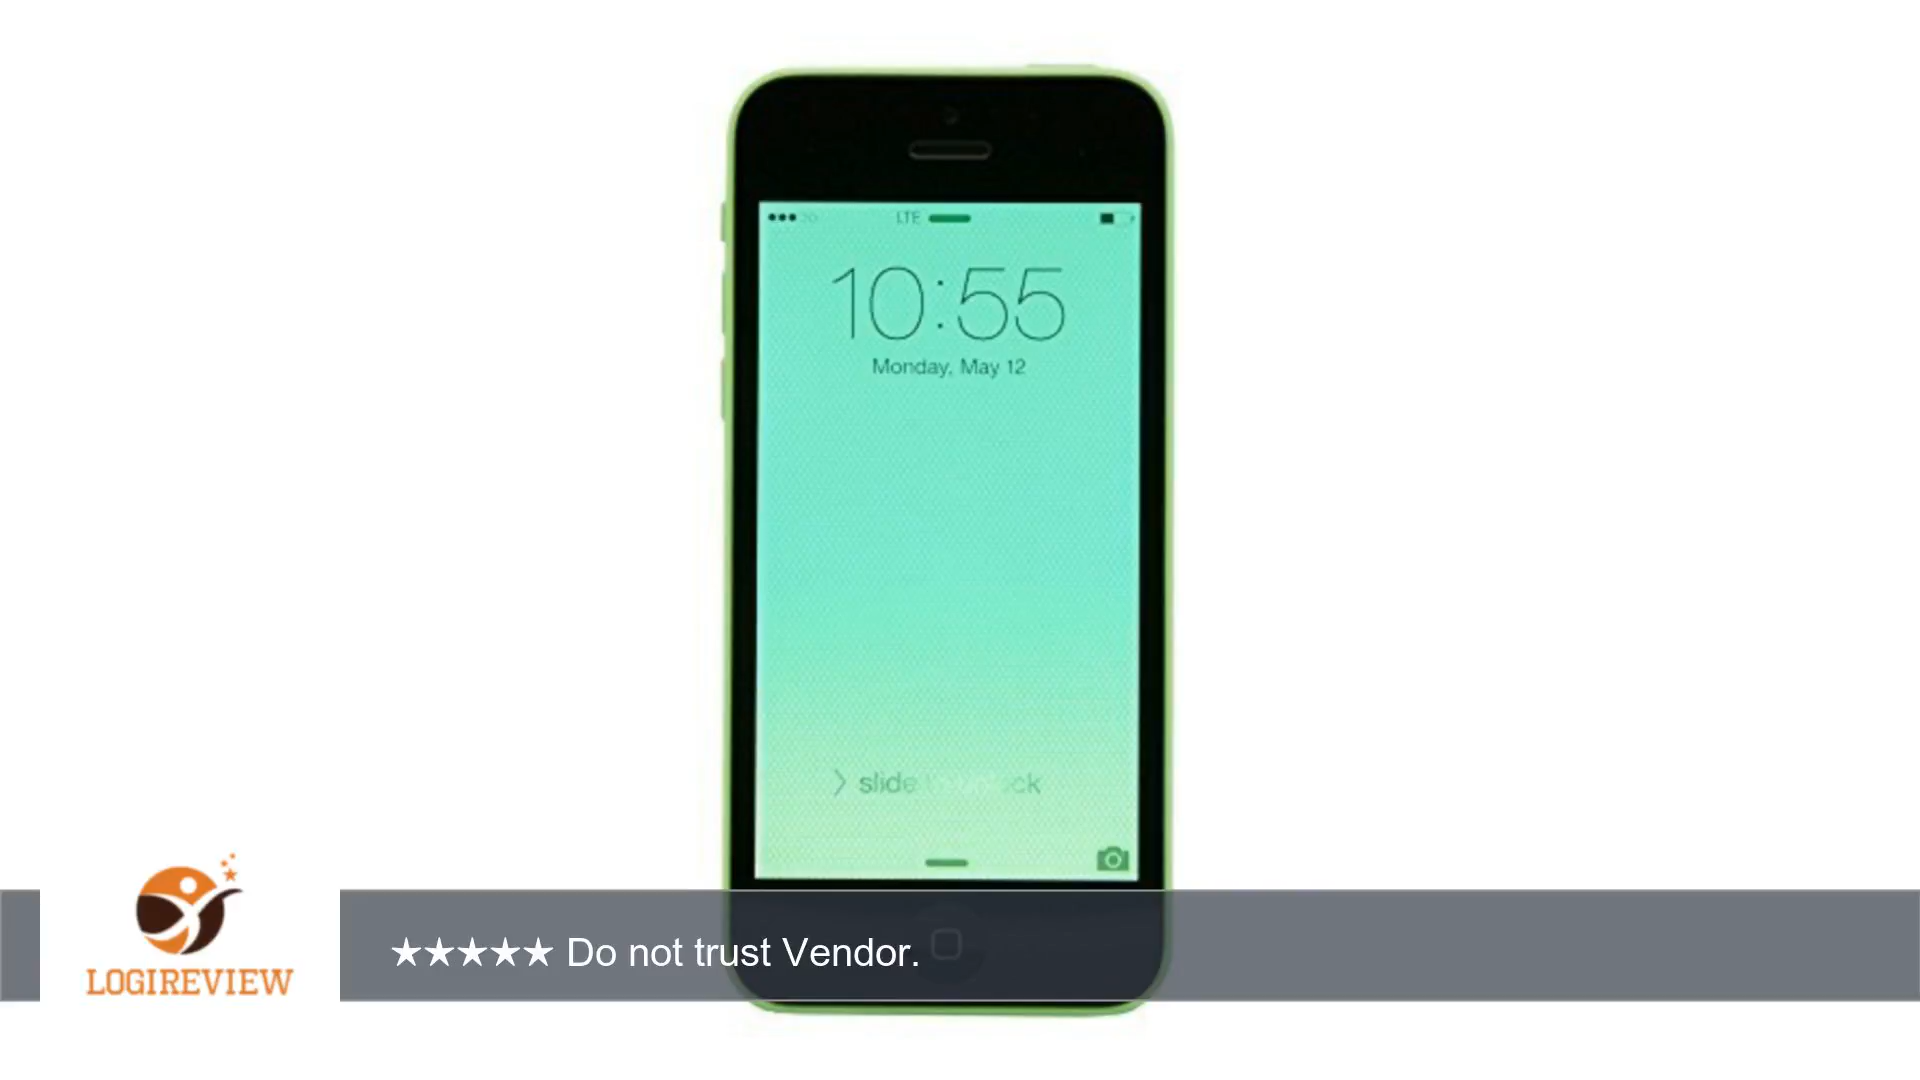 LTE
10:55
Monday, May 12
slide
★★★★★ Do not trust Vendor.
LOGIREVIEW